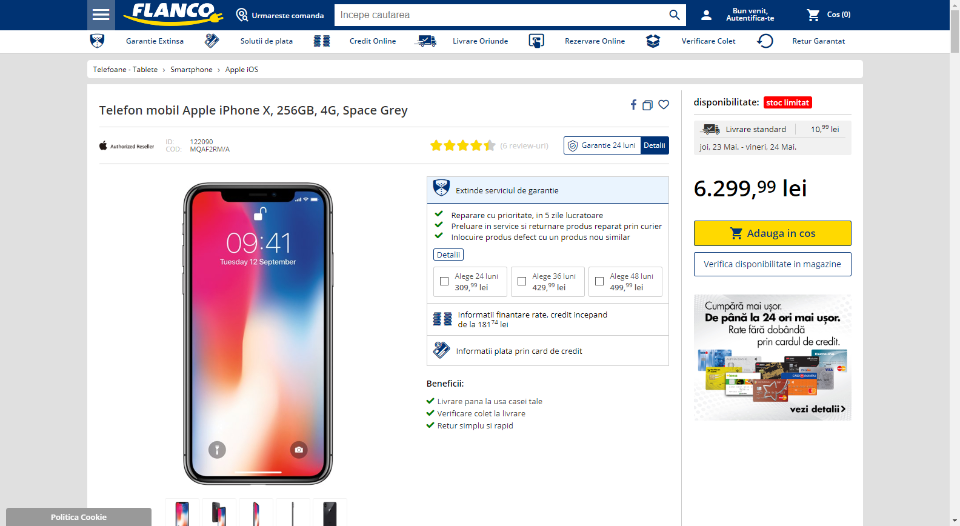 FLANCO
Urmareste comanda
Incepe cautarea
Bun venit,
Autentifica-te
Cos (0)
Garantie Extinsa
Solutii de plata
Credit Online
Livrare Oriunde
Rezervare Online
Verificare Colet
Retur Garantat
Telefoane - Tablete › Smartphone › Apple iOS
Telefon mobil Apple iPhone X, 256GB, 4G, Space Grey
Authorized Reseller
ID: 122090
COD: MQAF2RM/A
(6 review-uri)
Garantie 24 luni Detalii
09:41
Tuesday 12 September
Extinde serviciul de garantie
Reparare cu prioritate, in 5 zile lucratoare
Preluare in service si returnare produs reparat prin curier
Inlocuire produs defect cu un produs nou similar
Detalii
Alege 24 luni
309,99 lei
Alege 36 luni
429,99 lei
Alege 48 luni
499,99 lei
Informatii finantare rate, credit incepand
de la 181,74 lei
Informatii plata prin card de credit
Beneficii:
Livrare pana la usa casei tale
Verificare colet la livrare
Retur simplu si rapid
disponibilitate: stoc limitat
Livrare standard 10,99 lei
Joi, 23 Mai. - vineri, 24 Mai.
6.299,99 lei
Adauga in cos
Verifica disponibilitate in magazine
Cumpără mai ușor.
De până la 24 ori mai ușor.
Rate fără dobândă
prin cardul de credit.
vezi detalii
Politica Cookie